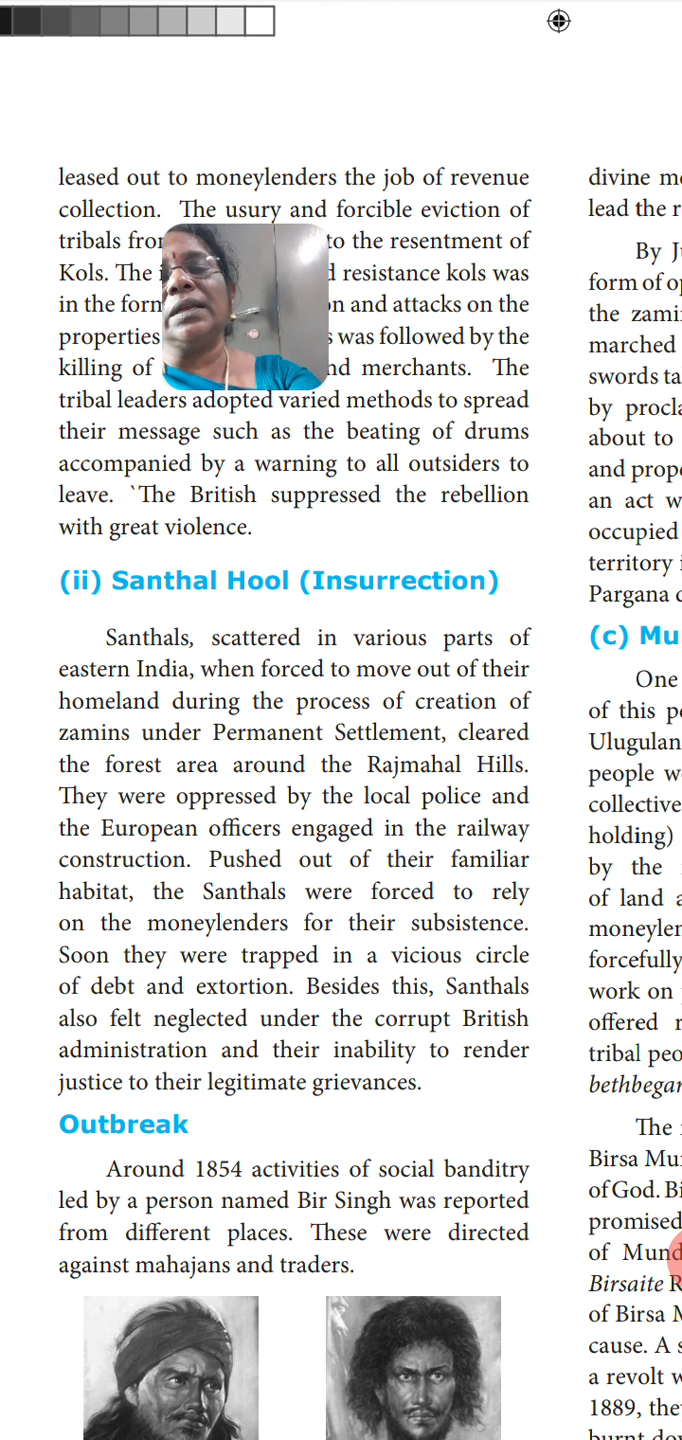 leased out to moneylenders the job of revenue
collection. The usury and forcible eviction of
tribals to the resentment of
Kols. The resistance kols was
in the and attacks on the
properties was followed by the
killing of merchants. The
tribal leaders adopted varied methods to spread
their message such as the beating of drums
accompanied by a warning to all outsiders to
leave. `The British suppressed the rebellion
with great violence.
(ii) Santhal Hool (Insurrection)
Santhals, scattered in various parts of
eastern India, when forced to move out of their
homeland during the process of creation of
zamins under Permanent Settlement, cleared
the forest area around the Rajmahal Hills.
They were oppressed by the local police and
the European officers engaged in the railway
construction. Pushed out of their familiar
habitat, the Santhals were forced to rely
on the moneylenders for their subsistence.
Soon they were trapped in a vicious circle
of debt and extortion. Besides this, Santhals
also felt neglected under the corrupt British
administration and their inability to render
justice to their legitimate grievances.
Outbreak
Around 1854 activities of social banditry
led by a person named Bir Singh was reported
from different places. These were directed
against mahajans and traders.
divine
lead the
By
form of
the
marched
swords
by
about to
and
an act
occupied
territory
Pargana
(c)
One
of this
Ulugulan
people
collective
holding)
by the
of land
forcefully
work on
offered
tribal
The
Birsa
of God.
promised
of
Birsaite
of Birsa
cause. A
a revolt
1889,
burnt